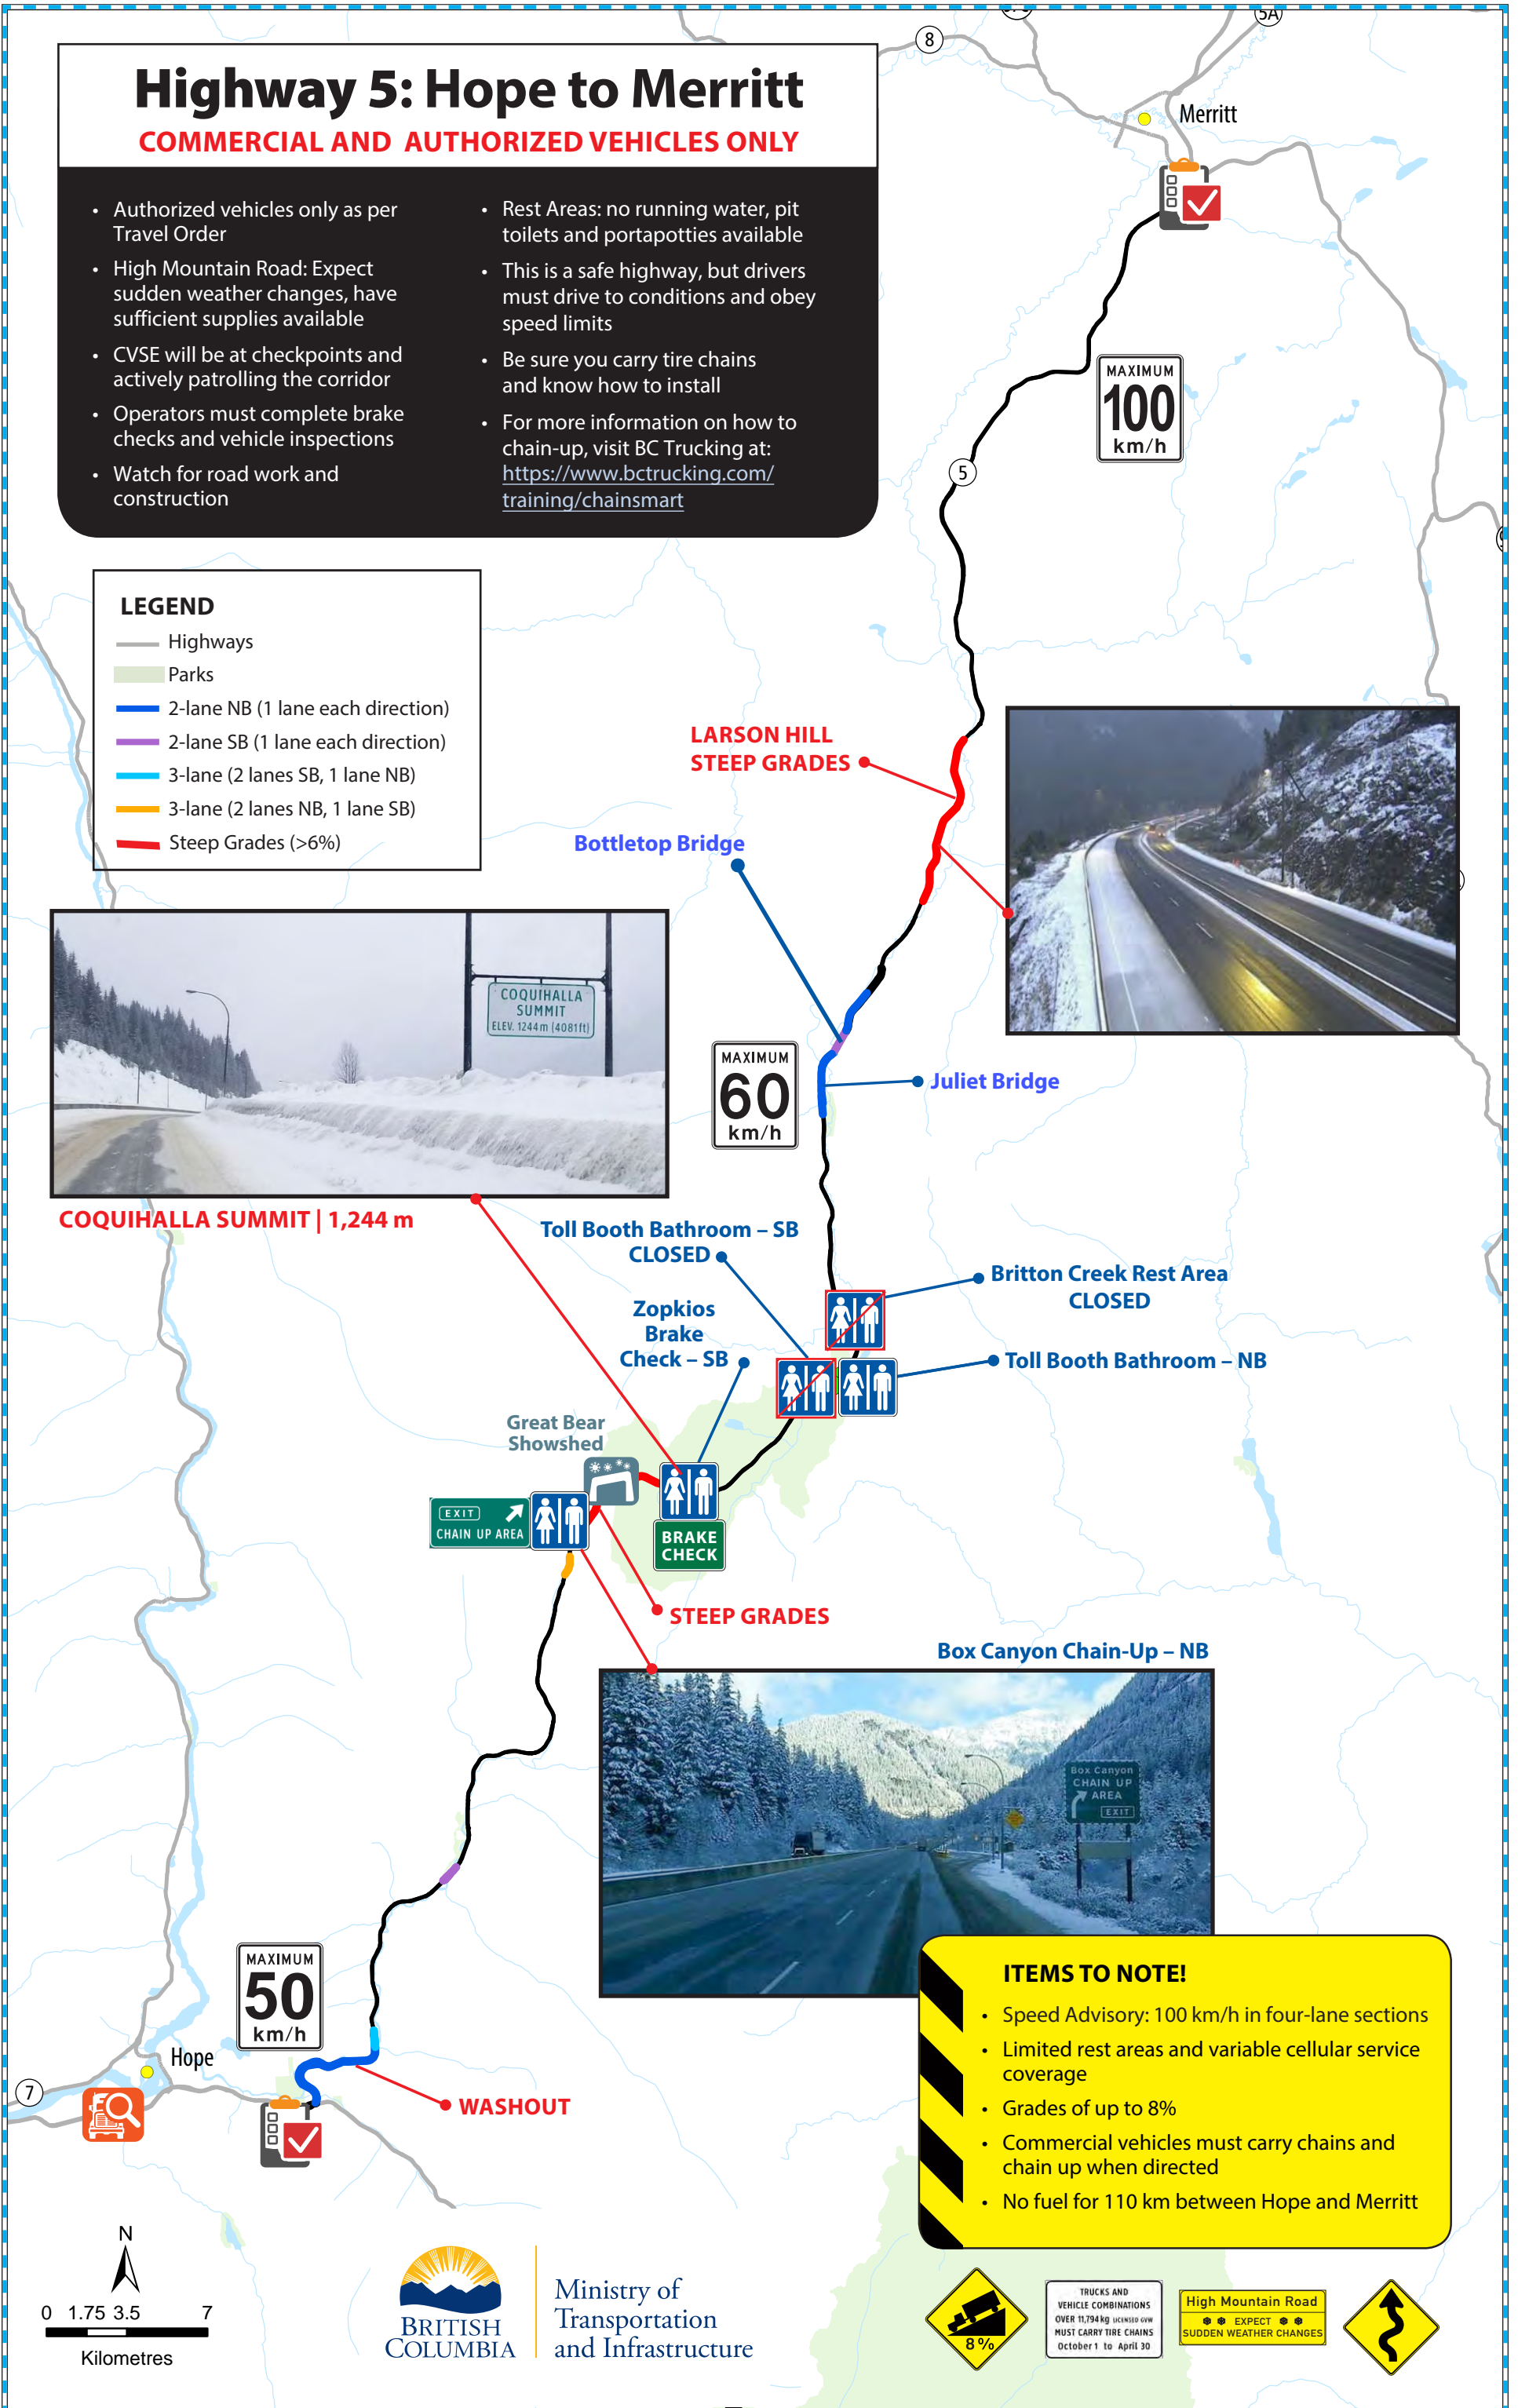 Highway 5: Hope to Merritt
COMMERCIAL AND AUTHORIZED VEHICLES ONLY
• Authorized vehicles only as per
Travel Order
• High Mountain Road: Expect
sudden weather changes, have
sufficient supplies available
• CVSE will be at checkpoints and
actively patrolling the corridor
• Operators must complete brake
checks and vehicle inspections
• Watch for road work and
construction
• Rest Areas: no running water, pit
toilets and portapotties available
• This is a safe highway, but drivers
must drive to conditions and obey
speed limits
• Be sure you carry tire chains
and know how to install
• For more information on how to
chain-up, visit BC Trucking at:
https://www.bctrucking.com/
training/chainsmart
8
5A
Merritt
MAXIMUM
100
km/h
5
LEGEND
Highways
Parks
2-lane NB (1 lane each direction)
2-lane SB (1 lane each direction)
3-lane (2 lanes SB, 1 lane NB)
3-lane (2 lanes NB, 1 lane SB)
Steep Grades (>6%)
LARSON HILL
STEEP GRADES
Bottletop Bridge
COQUIHALLA
SUMMIT
ELEV. 1244m (4081ft)
MAXIMUM
60
km/h
Juliet Bridge
COQUIHALLA SUMMIT | 1,244 m
Toll Booth Bathroom – SB
CLOSED
Britton Creek Rest Area
CLOSED
Zopkios
Brake
Check – SB
Toll Booth Bathroom – NB
Great Bear
Showshed
EXIT
CHAIN UP AREA
BRAKE
CHECK
STEEP GRADES
Box Canyon Chain-Up – NB
Box Canyon
CHAIN UP
AREA
EXIT
MAXIMUM
50
km/h
Hope
7
WASHOUT
ITEMS TO NOTE!
• Speed Advisory: 100 km/h in four-lane sections
• Limited rest areas and variable cellular service
coverage
• Grades of up to 8%
• Commercial vehicles must carry chains and
chain up when directed
• No fuel for 110 km between Hope and Merritt
N
0 1.75 3.5 7
Kilometres
BRITISH
COLUMBIA
Ministry of
Transportation
and Infrastructure
8%
TRUCKS AND
VEHICLE COMBINATIONS
OVER 11,794kg LICENSED GVW
MUST CARRY TIRE CHAINS
October 1 to April 30
High Mountain Road
EXPECT
SUDDEN WEATHER CHANGES